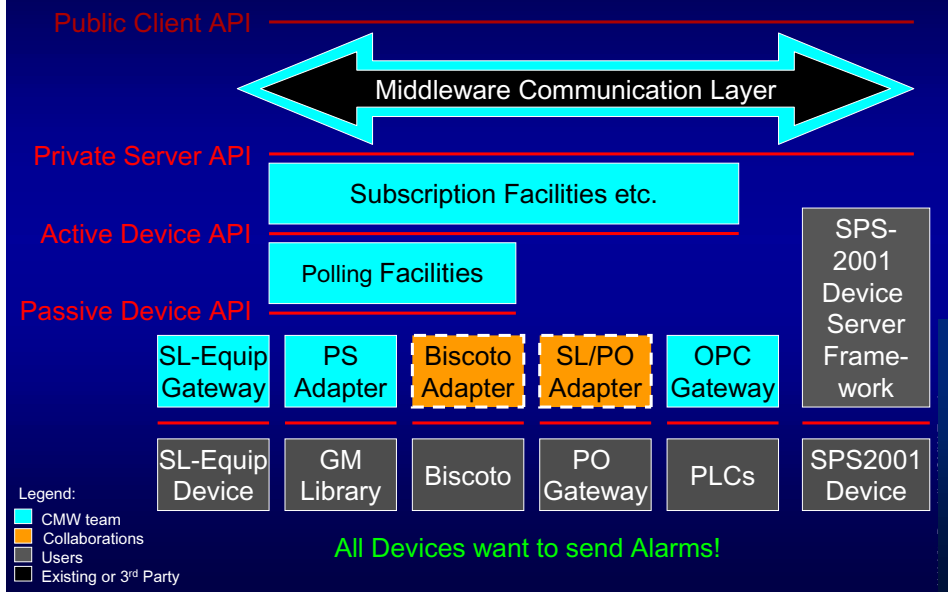 Public Client API
Middleware Communication Layer
Private Server API
Subscription Facilities etc.
Active Device API
Polling Facilities
Passive Device API
SPS-
2001
Device
Server
Frame-
work
SL-Equip
Gateway
PS
Adapter
Biscoto
Adapter
SL/PO
Adapter
OPC
Gateway
SL-Equip
Device
GM
Library
Biscoto
PO
Gateway
PLCs
SPS2001
Device
Legend:
CMW team
Collaborations
Users
Existing or 3rd Party
All Devices want to send Alarms!